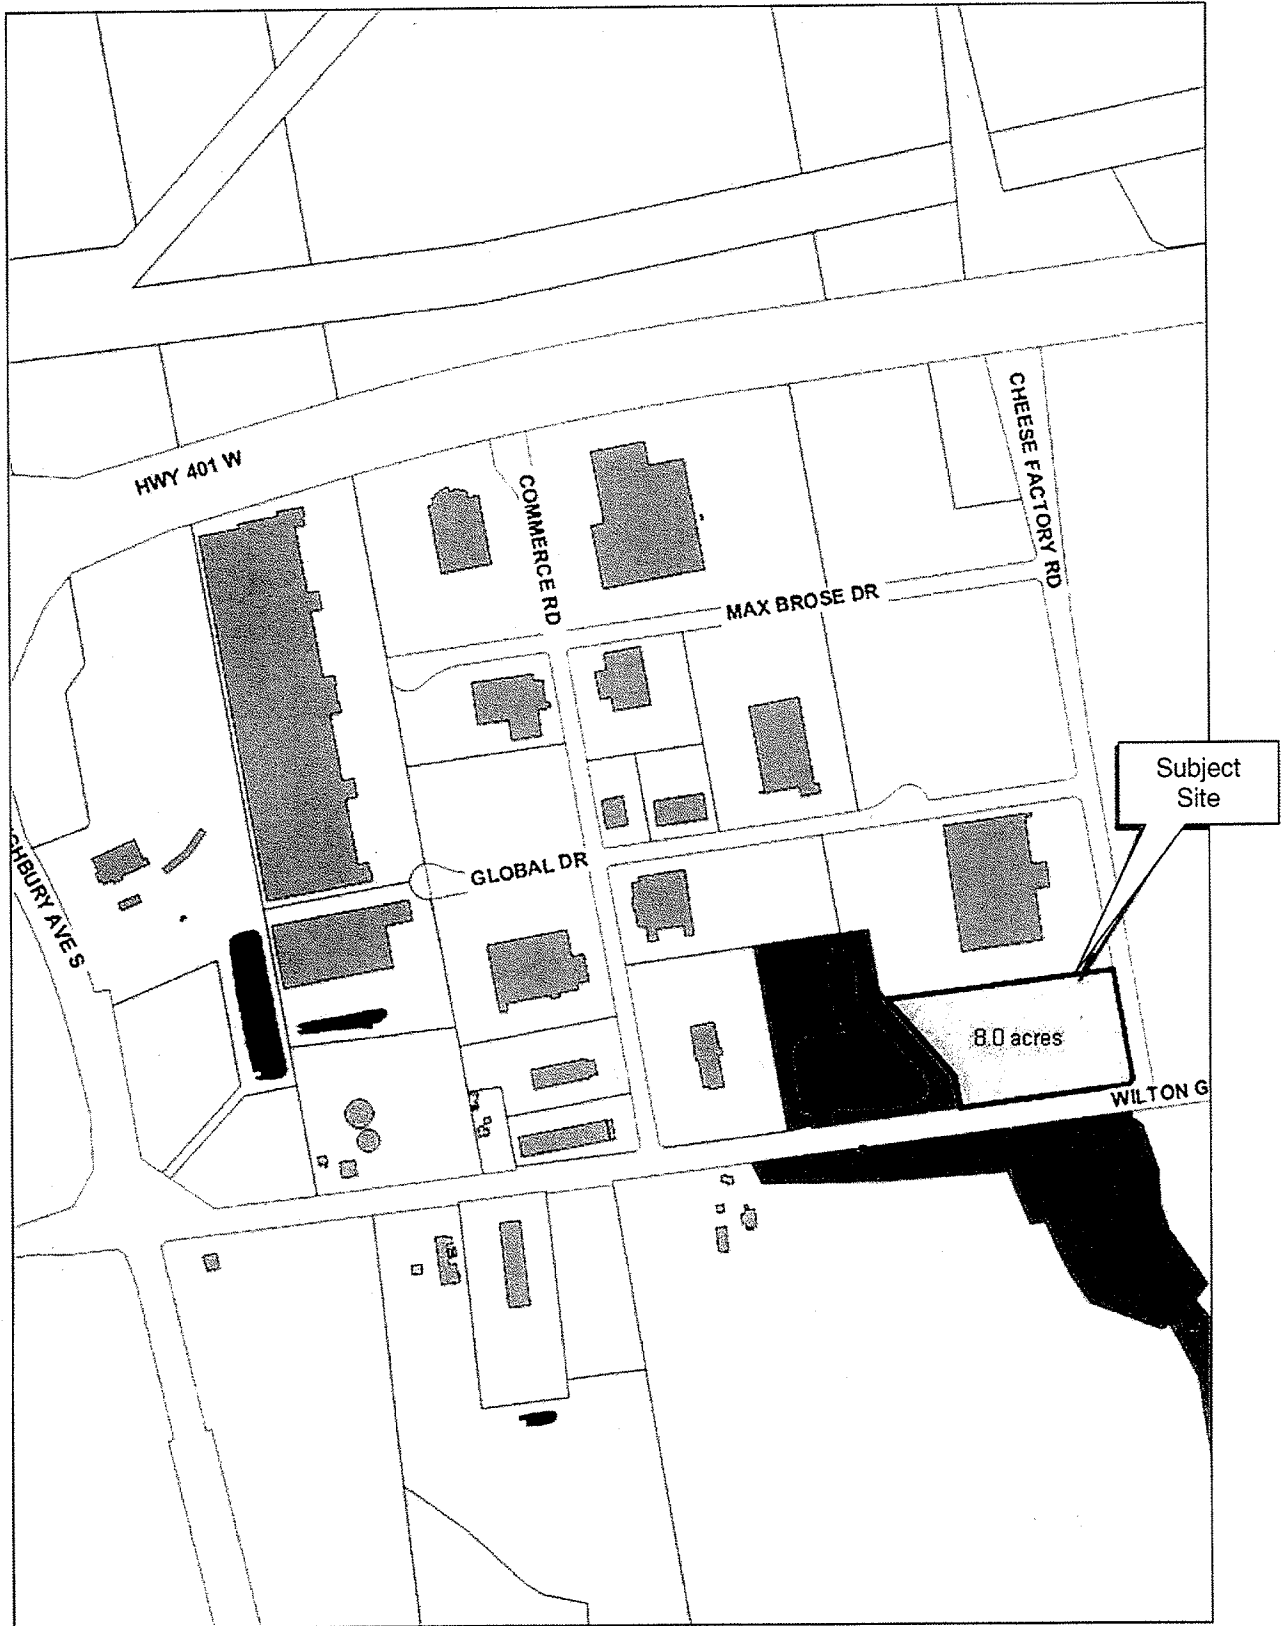 HWY 401 W
COMMERCE RD
CHEESE FACTORY RD
MAX BROSE DR
Subject
Site
GLOBAL DR
GHBURY AVE S
8.0 acres
WILTON G